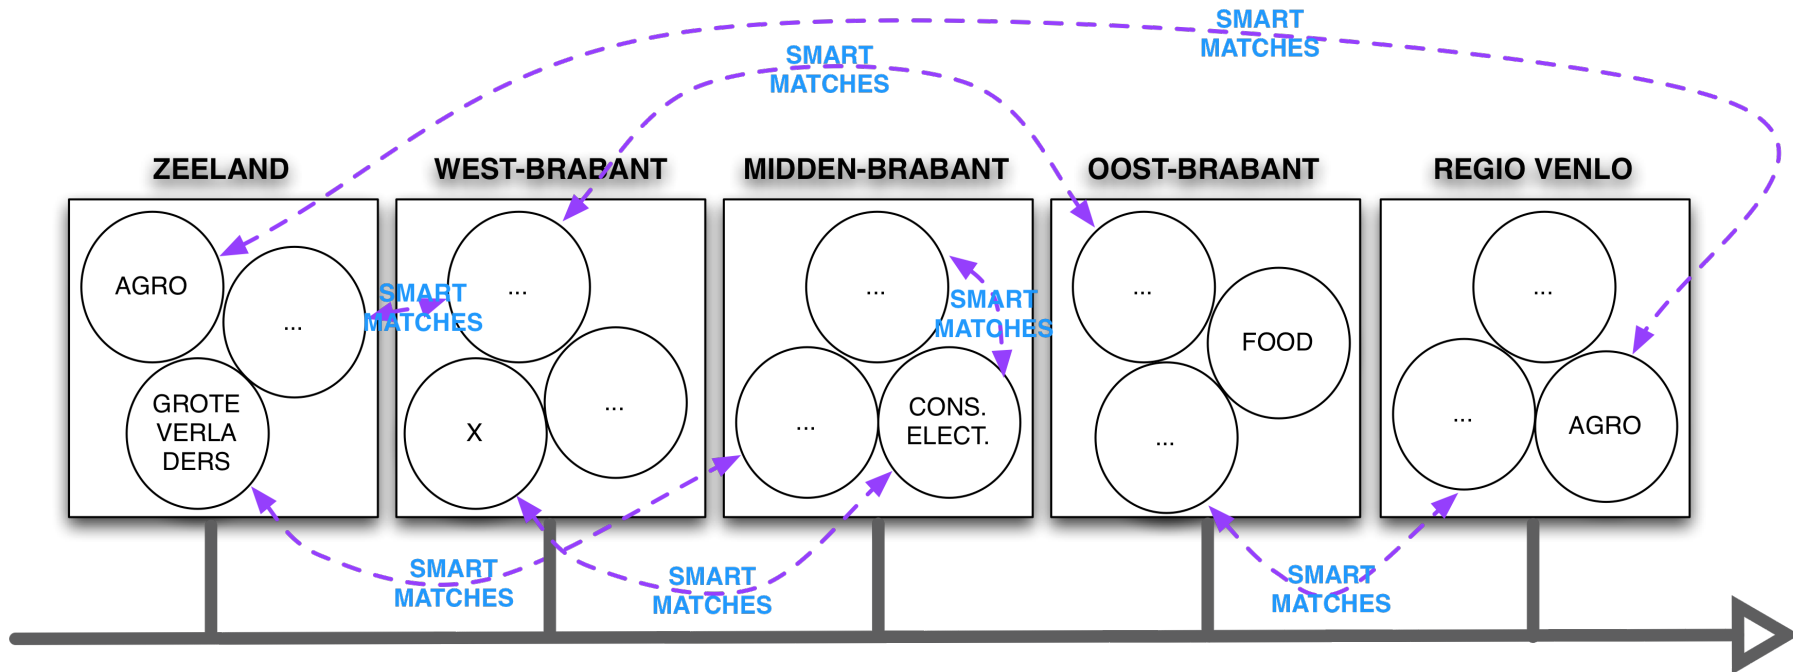 SMART
MATCHES
SMART
MATCHES
ZEELAND
WEST-BRABANT
MIDDEN-BRABANT
OOST-BRABANT
REGIO VENLO
AGRO
...
GROTE
VERLA
DERS
SMART
MATCHES
...
X
...
...
...
CONS.
ELECT.
SMART
MATCHES
...
FOOD
...
...
...
AGRO
SMART
MATCHES
SMART
MATCHES
SMART
MATCHES